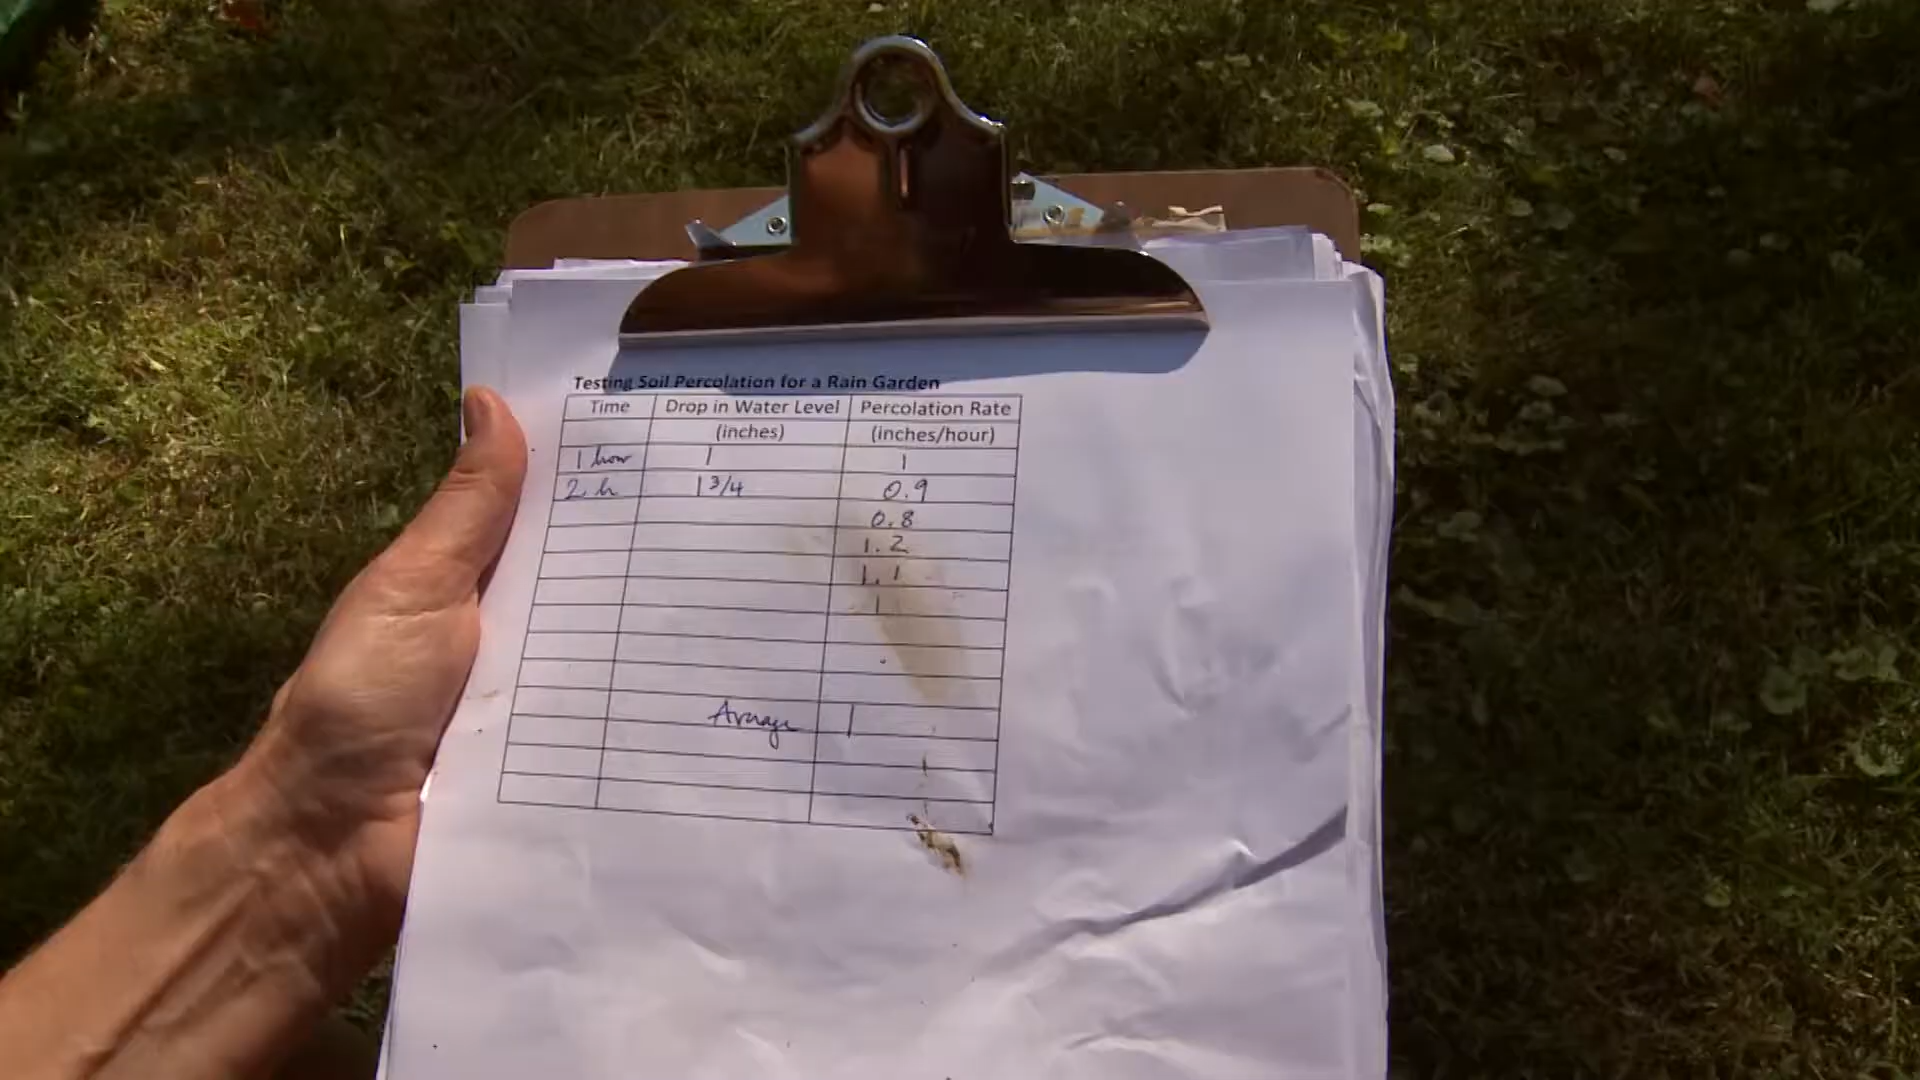 Testing Soil Percolation for a Rain Garden
Time Drop in Water Level Percolation Rate
(inches) (inches/hour)
1 hour 1 1
2 h 1 3/4 0.9
0.8
1.2
1.1
1
Average 1